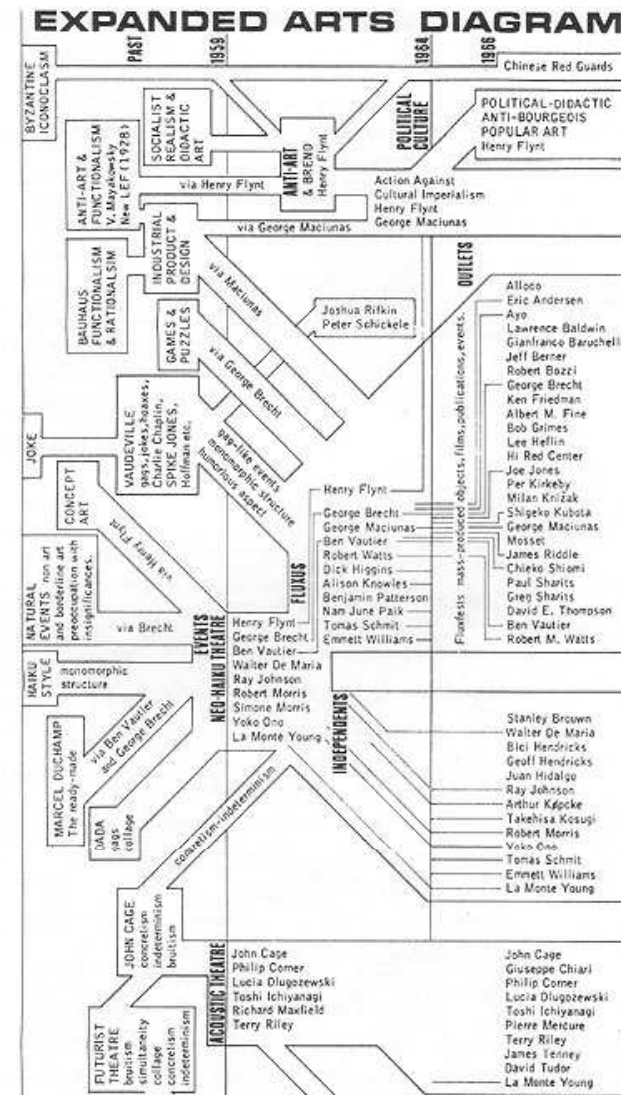 EXPANDED ARTS DIAGRAM
PAST
1959
1964
1966
BYZANTINE
ICONOCLASM
Chinese Red Guards
SOCIALIST
REALISM &
DIDACTIC
ART
ANTI-ART
& BREND
Henry Flynt
POLITICAL
CULTURE
POLITICAL-DIDACTIC
ANTI-BOURGEOIS
POPULAR ART
Henry Flynt
ANTI-ART &
FUNCTIONALISM
V. Mayakowsky
New LEF (1928)
via Henry Flynt
Action Against
Cultural Imperialism
Henry Flynt
George Maciunas
via George Maciunas
INDUSTRIAL
PRODUCT &
DESIGN
BAUHAUS
FUNCTIONALISM
& RATIONALSIM
via Maciunas
Joshua Rifkin
Peter Schickele
GAMES &
PUZZLES
via George Brecht
OUTLETS
Fluxfests mass-produced objects, films, publications, events.
Alloco
Eric Andersen
Ayo
Lawrence Baldwin
Gianfranco Baruchell
Jeff Berner
Robert Bozzi
George Brecht
Ken Friedman
Albert M. Fine
Bob Grimes
Lee Heflin
Hi Red Center
Joe Jones
Per Kirkeby
Milan Knizak
Shigeko Kubota
George Maciunas
Mosset
James Riddle
Chieko Shiomi
Paul Sharits
Greg Sharits
David E. Thompson
Ben Vautier
Robert M. Watts
JOKE
VAUDEVILLE
gags, jokes, hoaxes,
Charlie Chaplin,
SPIKE JONES,
Hoffman etc.
gag-like events
monomorphic structure
humorious aspect
CONCEPT
ART
via Henry Flynt
FLUXUS
Henry Flynt
George Brecht
George Maciunas
Ben Vautier
Robert Watts
Dick Higgins
Alison Knowles
Benjamin Patterson
Nam June Paik
Tomas Schmit
Emmett Williams
NATURAL
EVENTS non art
and borderline art
preoccupation with
insignificances.
via Brecht
EVENTS
NEO-HAIKU THEATRE
Henry Flynt
George Brecht
Ben Vautier
Walter De Maria
Ray Johnson
Robert Morris
Simone Morris
Yoko Ono
La Monte Young
HAIKU
STYLE
monomorphic
structure
MARCEL DUCHAMP
The ready-made
via Ben Vautier
and George Brecht
DADA
gags
collage
INDEPENDENTS
Stanley Brouwn
Walter De Maria
Bici Hendricks
Geoff Hendricks
Juan Hidalgo
Ray Johnson
Arthur Køpcke
Takehisa Kosugi
Robert Morris
Yoko Ono
Tomas Schmit
Emmett Williams
La Monte Young
concretism-indeterminism
JOHN CAGE
concretism
indeterminism
bruitism
ACOUSTIC THEATRE
John Cage
Philip Corner
Lucia Dlugozewski
Toshi Ichiyanagi
Richard Maxfield
Terry Riley
John Cage
Giuseppe Chiari
Philip Corner
Lucia Dlugozewski
Toshi Ichiyanagi
Pierre Mercure
Terry Riley
James Tenney
David Tudor
La Monte Young
FUTURIST
THEATRE
bruitism
simultaneity
collage
concretism
indeterminism